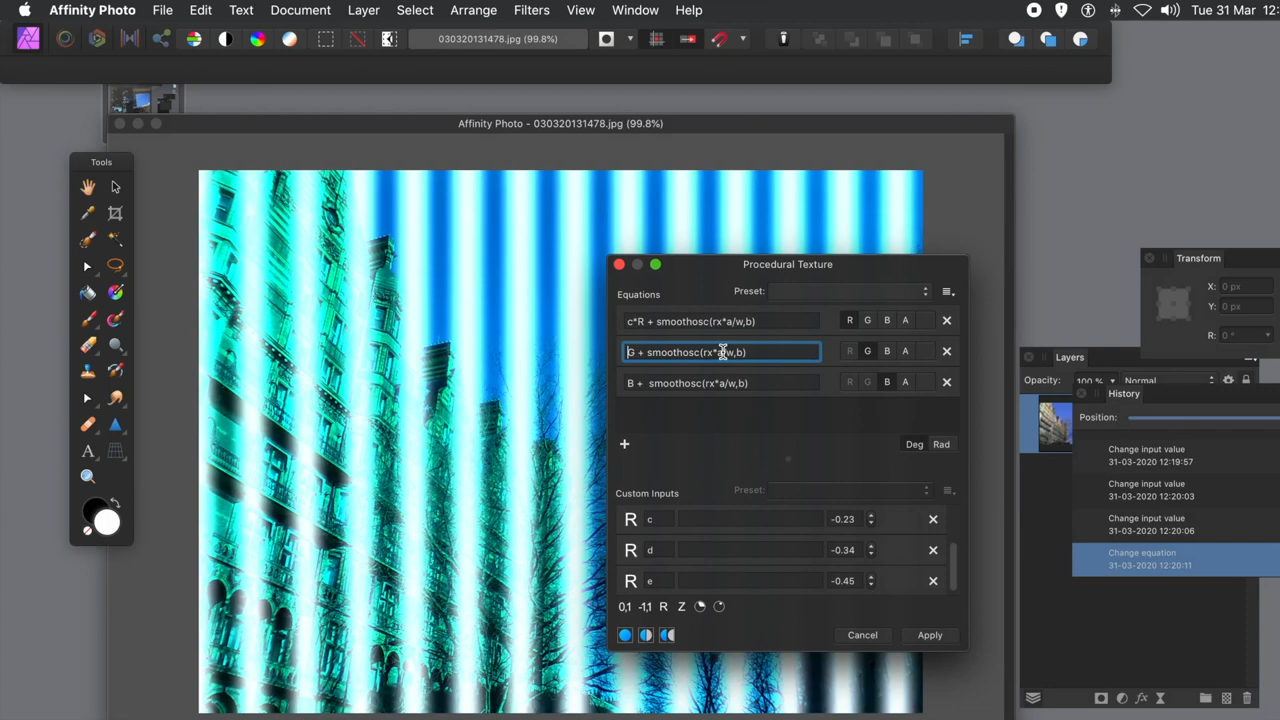 Affinity Photo File Edit Text Document Layer Select Arrange Filters View Window Help Tue 31 Mar 12:
030320131478.jpg (99.8%)
Affinity Photo - 030320131478.jpg (99.8%)
Tools
Procedural Texture
Equations Preset:
c*R + smoothosc(rx*a/w,b) R G B A
G + smoothosc(rx*a/w,b) R G B A
B + smoothosc(rx*a/w,b) R G B A
Deg Rad
Custom Inputs Preset:
R c -0.23
R d -0.34
R e -0.45
0,1 -1,1 R Z
Cancel Apply
Transform
X: 0 px
Y: 0 px
R: 0 °
Layers
Opacity: 100 % Normal
History
Position:
Change input value
31-03-2020 12:19:57
Change input value
31-03-2020 12:20:03
Change input value
31-03-2020 12:20:06
Change equation
31-03-2020 12:20:11